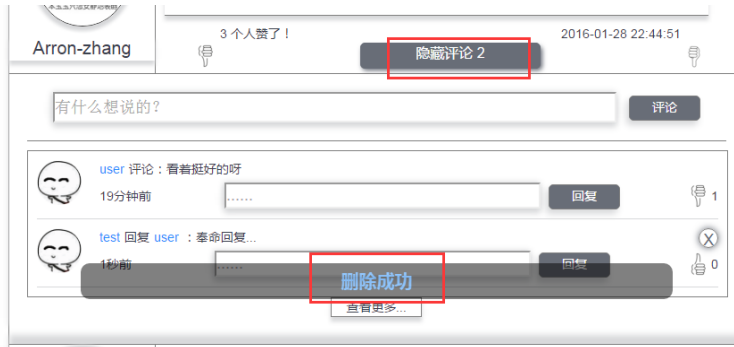 Arron-zhang
3 个人赞了！
隐藏评论 2
2016-01-28 22:44:51
有什么想说的？
评论
user 评论：看着挺好的呀
19分钟前
......
回复
1
test 回复 user ：奉命回复...
X
1秒前
......
回复
0
删除成功
查看更多...